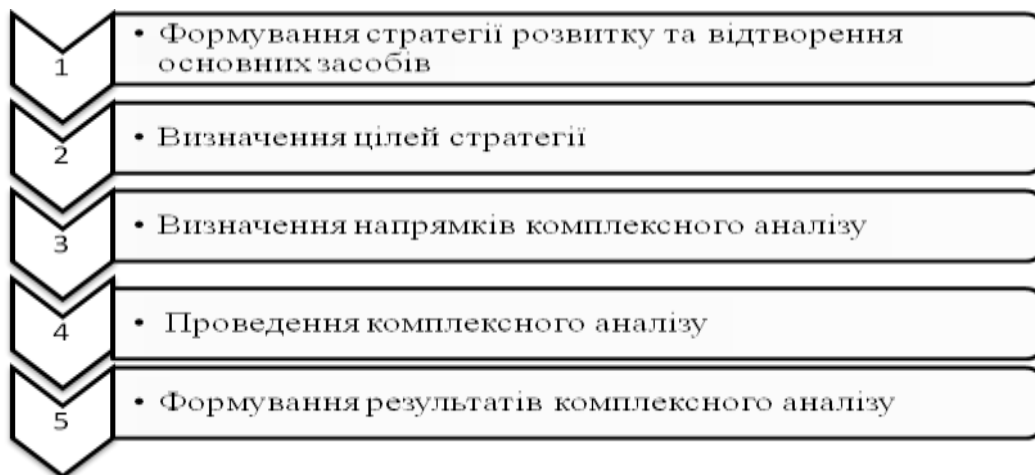 1
• Формування стратегії розвитку та відтворення
основних засобів
2
• Визначення цілей стратегії
3
• Визначення напрямків комплексного аналізу
4
• Проведення комплексного аналізу
5
• Формування результатів комплексного аналізу